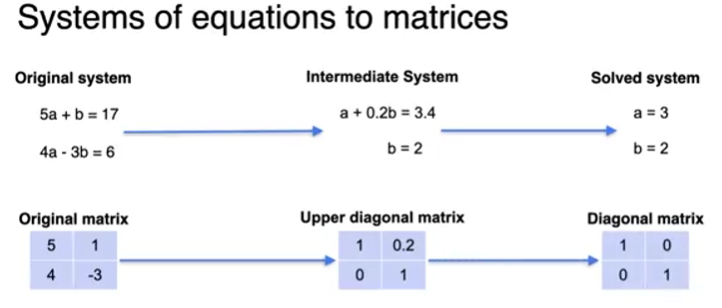 Systems of equations to matrices
Original system Intermediate System Solved system
5a + b = 17 a + 0.2b = 3.4 a = 3
4a - 3b = 6 b = 2 b = 2
Original matrix Upper diagonal matrix Diagonal matrix
5 1 1 0.2 1 0
4 -3 0 1 0 1